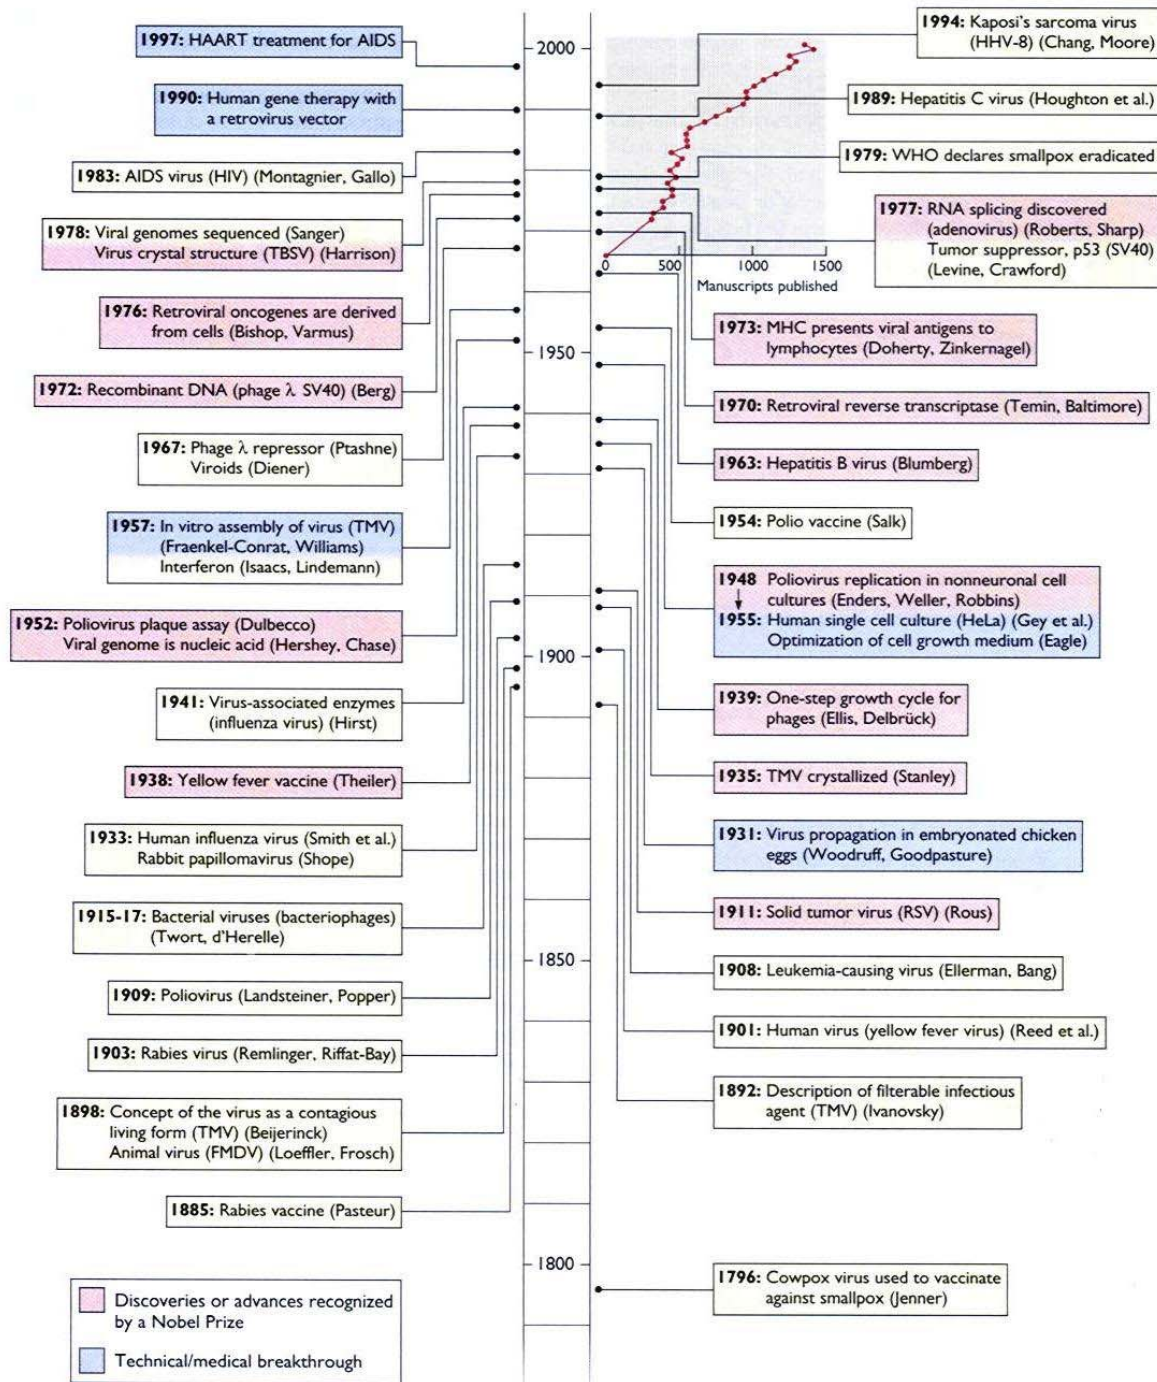 1997: HAART treatment for AIDS
1990: Human gene therapy with
a retrovirus vector
1983: AIDS virus (HIV) (Montagnier, Gallo)
1978: Viral genomes sequenced (Sanger)
Virus crystal structure (TBSV) (Harrison)
1976: Retroviral oncogenes are derived
from cells (Bishop, Varmus)
1972: Recombinant DNA (phage λ SV40) (Berg)
1967: Phage λ repressor (Ptashne)
Viroids (Diener)
1957: In vitro assembly of virus (TMV)
(Fraenkel-Conrat, Williams)
Interferon (Isaacs, Lindemann)
1952: Poliovirus plaque assay (Dulbecco)
Viral genome is nucleic acid (Hershey, Chase)
1941: Virus-associated enzymes
(influenza virus) (Hirst)
1938: Yellow fever vaccine (Theiler)
1933: Human influenza virus (Smith et al.)
Rabbit papillomavirus (Shope)
1915-17: Bacterial viruses (bacteriophages)
(Twort, d'Herelle)
1909: Poliovirus (Landsteiner, Popper)
1903: Rabies virus (Remlinger, Riffat-Bay)
1898: Concept of the virus as a contagious
living form (TMV) (Beijerinck)
Animal virus (FMDV) (Loeffler, Frosch)
1885: Rabies vaccine (Pasteur)
Discoveries or advances recognized
by a Nobel Prize
Technical/medical breakthrough
2000
1950
1900
1850
1800
0 500 1000 1500
Manuscripts published
1994: Kaposi's sarcoma virus
(HHV-8) (Chang, Moore)
1989: Hepatitis C virus (Houghton et al.)
1979: WHO declares smallpox eradicated
1977: RNA splicing discovered
(adenovirus) (Roberts, Sharp)
Tumor suppressor, p53 (SV40)
(Levine, Crawford)
1973: MHC presents viral antigens to
lymphocytes (Doherty, Zinkernagel)
1970: Retroviral reverse transcriptase (Temin, Baltimore)
1963: Hepatitis B virus (Blumberg)
1954: Polio vaccine (Salk)
1948 Poliovirus replication in nonneuronal cell
cultures (Enders, Weller, Robbins)
1955: Human single cell culture (HeLa) (Gey et al.)
Optimization of cell growth medium (Eagle)
1939: One-step growth cycle for
phages (Ellis, Delbrück)
1935: TMV crystallized (Stanley)
1931: Virus propagation in embryonated chicken
eggs (Woodruff, Goodpasture)
1911: Solid tumor virus (RSV) (Rous)
1908: Leukemia-causing virus (Ellerman, Bang)
1901: Human virus (yellow fever virus) (Reed et al.)
1892: Description of filterable infectious
agent (TMV) (Ivanovsky)
1796: Cowpox virus used to vaccinate
against smallpox (Jenner)